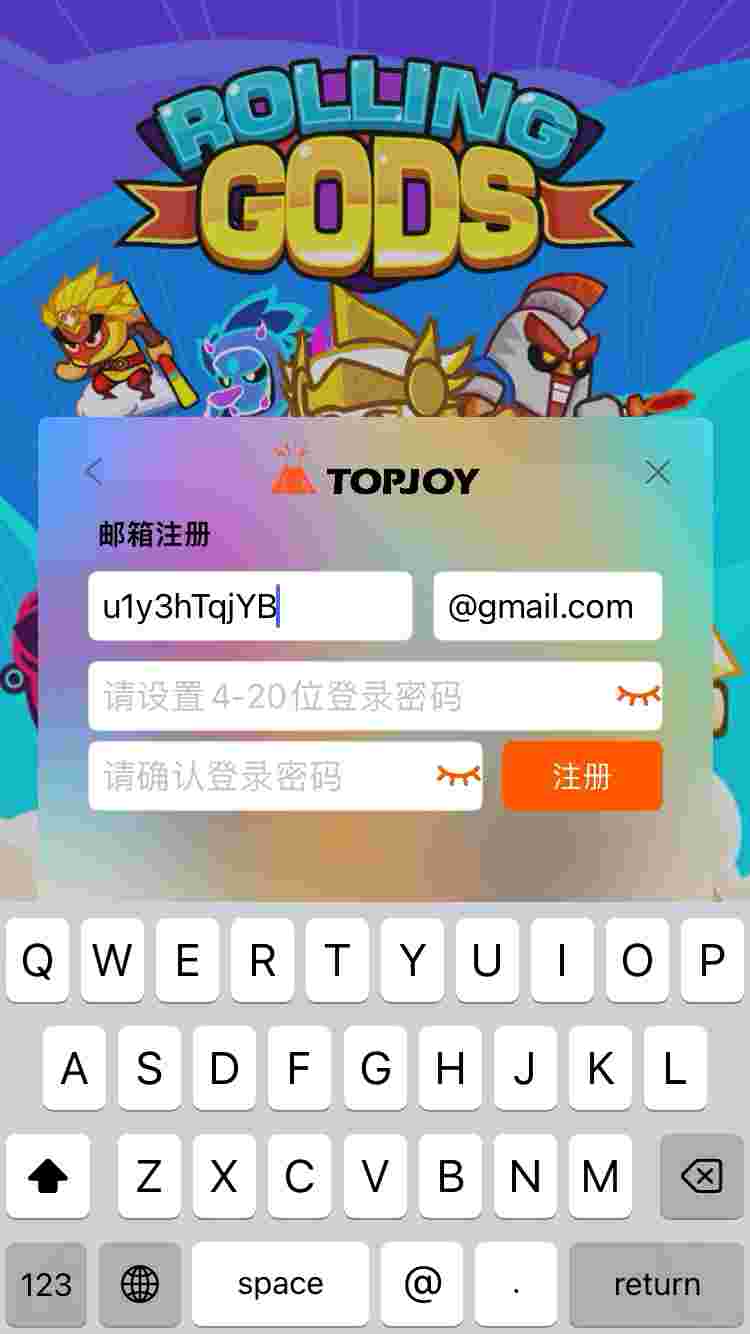 ROLLING
GODS
TOPJOY
邮箱注册
u1y3hTqjYB @gmail.com
请设置4-20位登录密码
请确认登录密码 注册
Q W E R T Y U I O P
A S D F G H J K L
Z X C V B N M
123 space @ . return